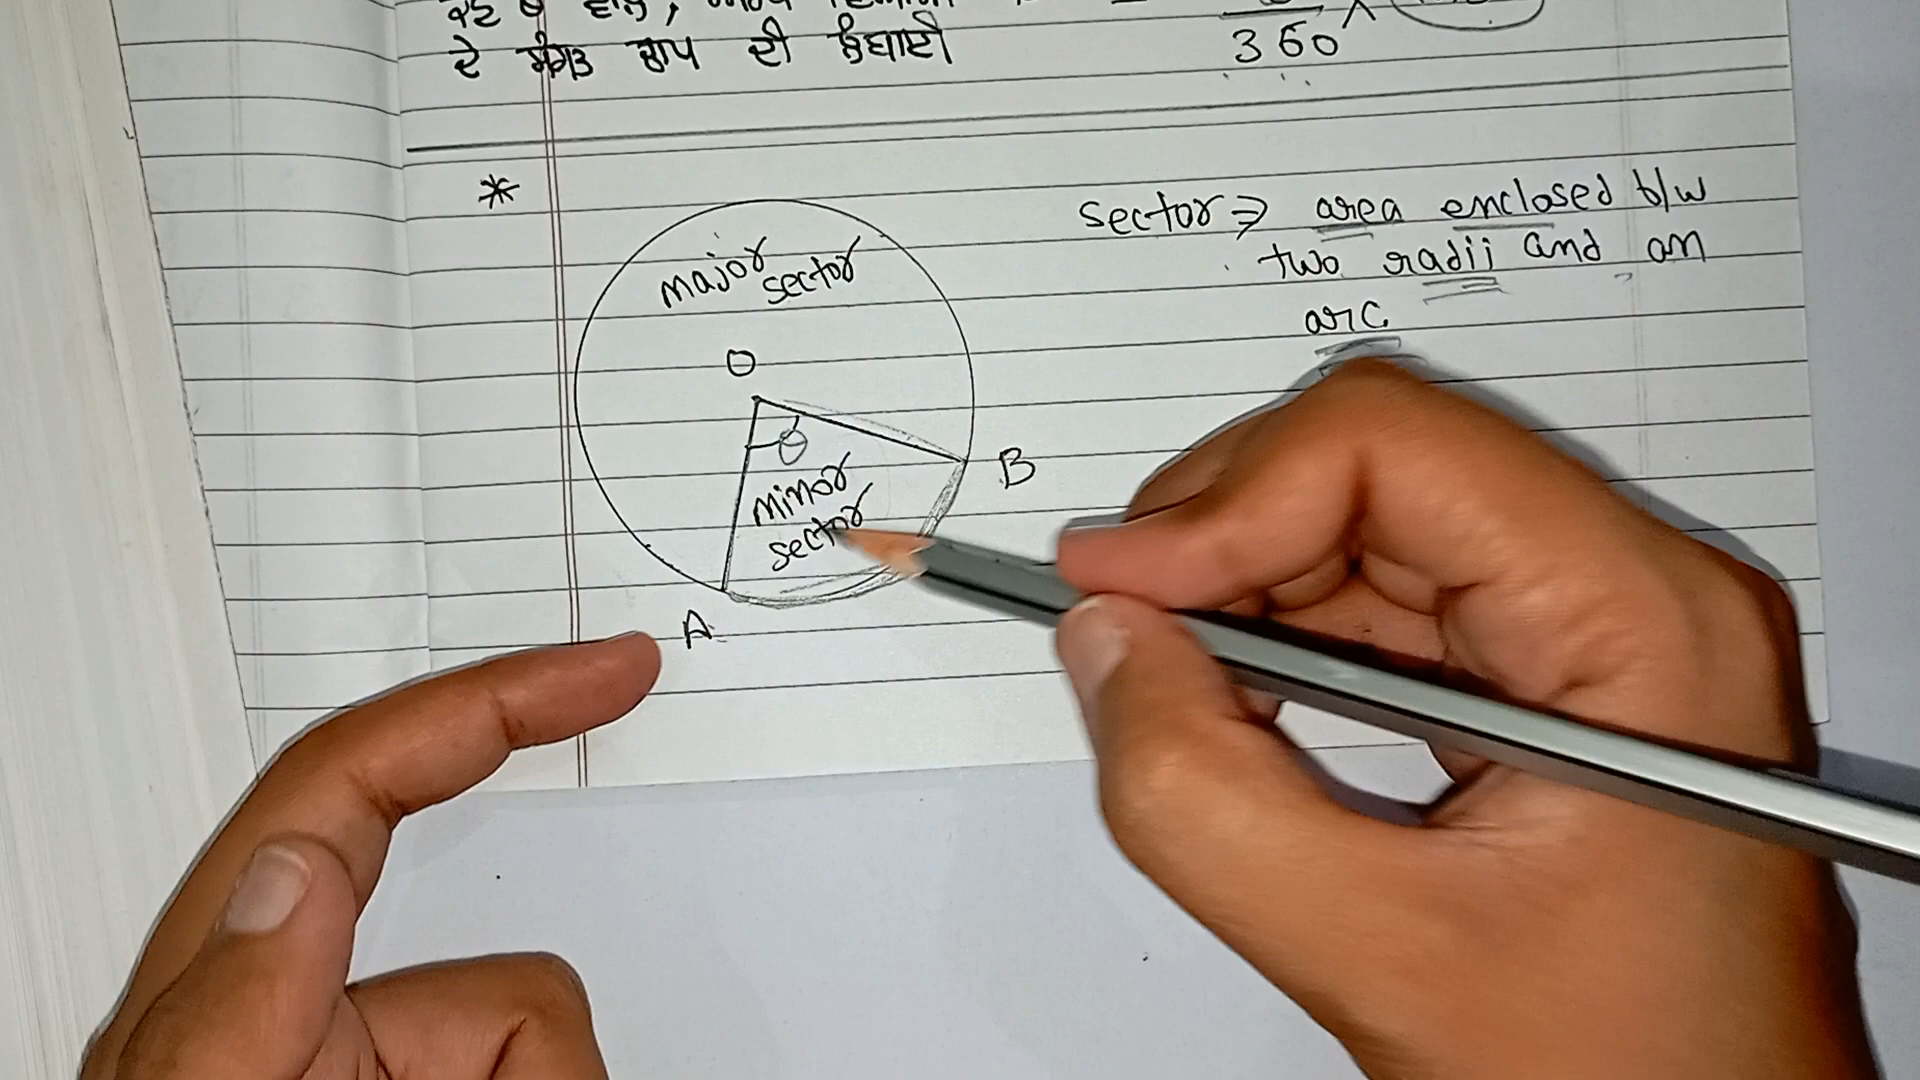 ਦੇ ਸੰਗਤ ਚਾਪ ਦੀ ਲੰਬਾਈ
360
*
sector ⇒ area enclosed b/w
two radii and an
arc
major
sector
O
θ
B
minor
sector
A